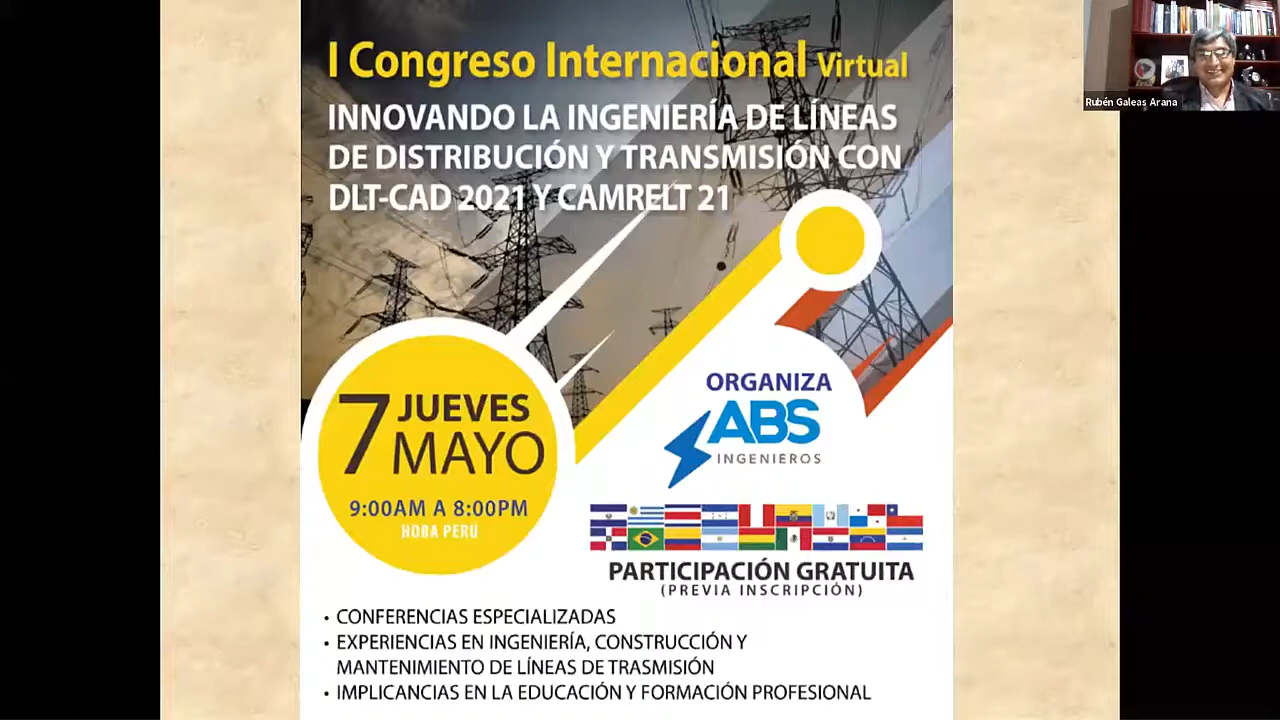 I Congreso Internacional Virtual
INNOVANDO LA INGENIERÍA DE LÍNEAS
DE DISTRIBUCIÓN Y TRANSMISIÓN CON
DLT-CAD 2021 Y CAMRELT 21
Rubén Galeas Arana
7 JUEVES
MAYO
9:00AM A 8:00PM
HORA PERU
ORGANIZA
ABS
INGENIEROS
PARTICIPACIÓN GRATUITA
(PREVIA INSCRIPCIÓN)
• CONFERENCIAS ESPECIALIZADAS
• EXPERIENCIAS EN INGENIERÍA, CONSTRUCCIÓN Y
MANTENIMIENTO DE LÍNEAS DE TRASMISIÓN
• IMPLICANCIAS EN LA EDUCACIÓN Y FORMACIÓN PROFESIONAL